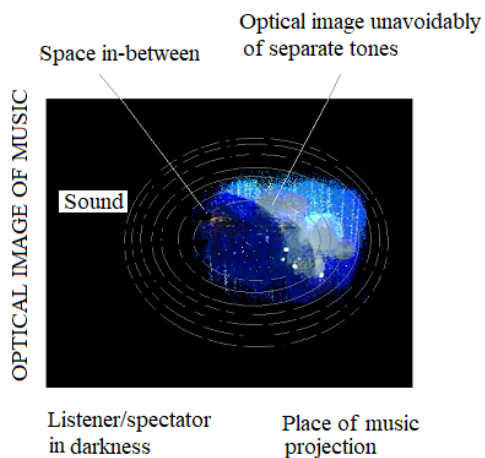 Optical image unavoidably
of separate tones
Space in-between
OPTICAL IMAGE OF MUSIC
Sound
Listener/spectator
in darkness
Place of music
projection